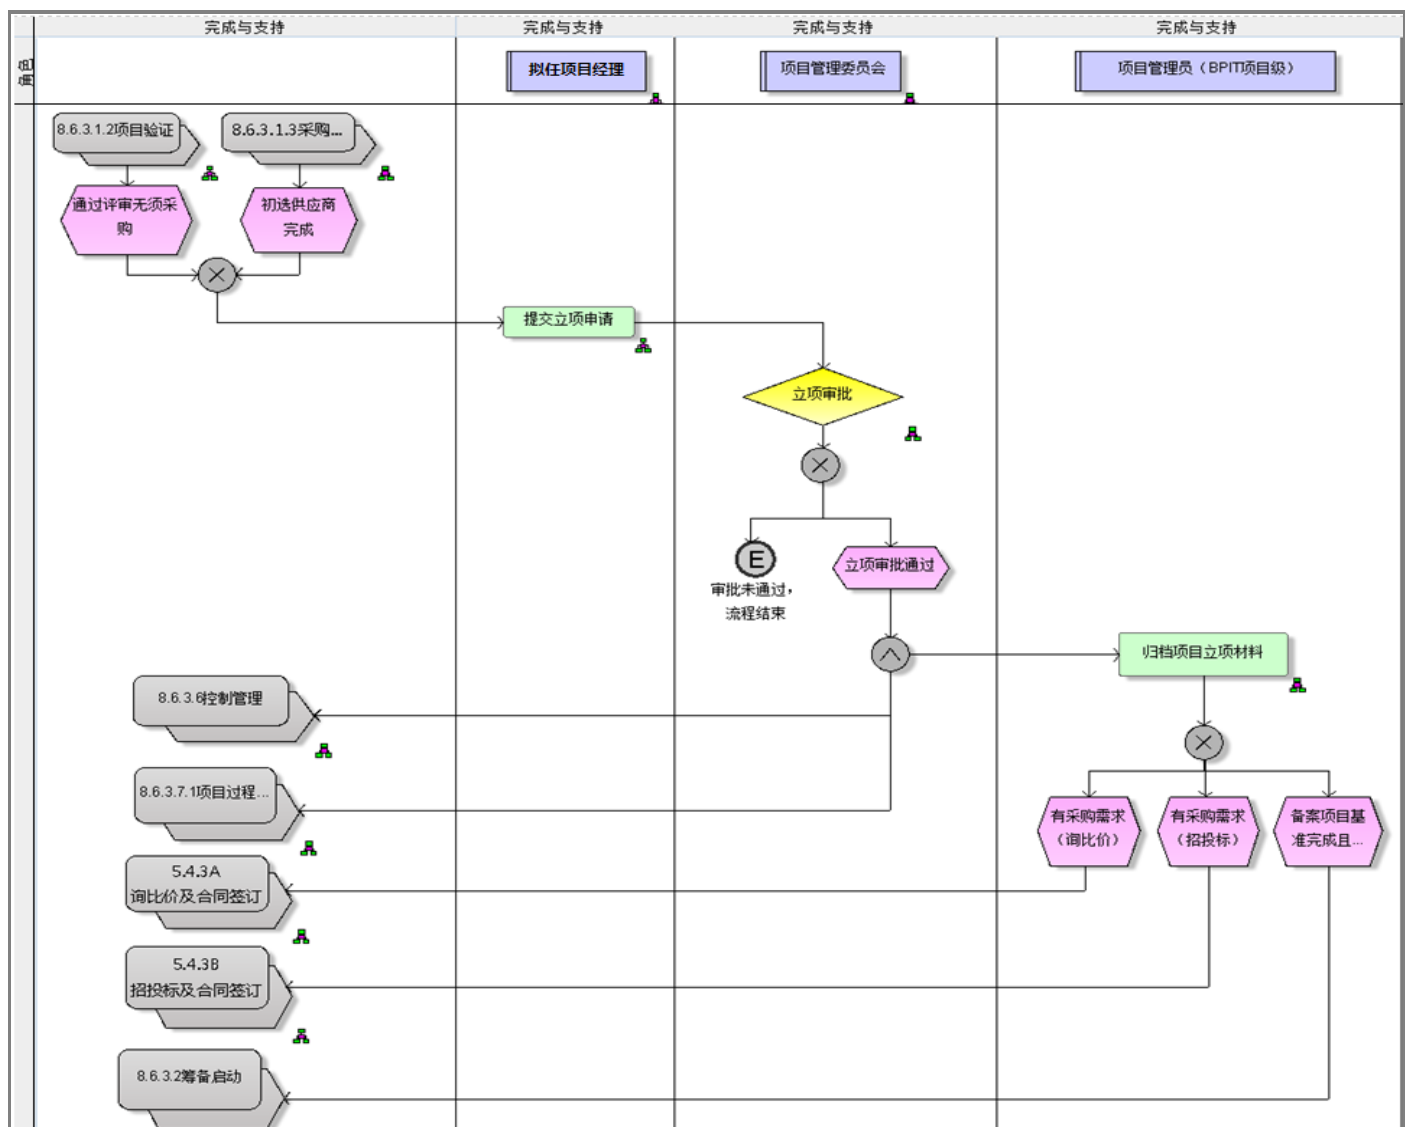 完成与支持
完成与支持
完成与支持
完成与支持
角色
拟任项目经理
项目管理委员会
项目管理员（BPIT项目级）
8.6.3.1.2项目验证
8.6.3.1.3采购...
通过评审无须采
购
初选供应商
完成
提交立项申请
立项审批
E
审批未通过，
流程结束
立项审批通过
归档项目立项材料
8.6.3.6控制管理
8.6.3.7.1项目过程...
有采购需求
（询比价）
有采购需求
（招投标）
备案项目基
准完成且...
5.4.3A
询比价及合同签订
5.4.3B
招投标及合同签订
8.6.3.2筹备启动